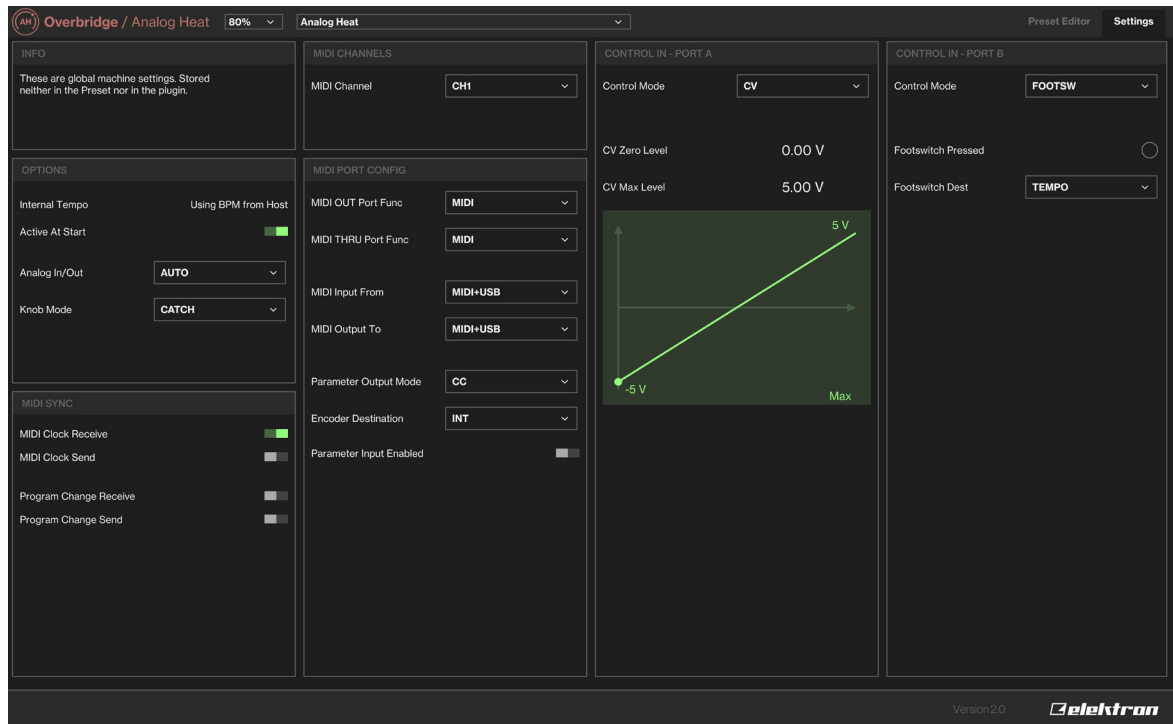 AH Overbridge / Analog Heat 80% Analog Heat Preset Editor Settings
INFO
These are global machine settings. Stored
neither in the Preset nor in the plugin.
OPTIONS
Internal Tempo Using BPM from Host
Active At Start
Analog In/Out AUTO
Knob Mode CATCH
MIDI SYNC
MIDI Clock Receive
MIDI Clock Send
Program Change Receive
Program Change Send
MIDI CHANNELS
MIDI Channel CH1
MIDI PORT CONFIG
MIDI OUT Port Func MIDI
MIDI THRU Port Func MIDI
MIDI Input From MIDI+USB
MIDI Output To MIDI+USB
Parameter Output Mode CC
Encoder Destination INT
Parameter Input Enabled
CONTROL IN - PORT A
Control Mode CV
CV Zero Level 0.00 V
CV Max Level 5.00 V
5 V
-5 V
Max
CONTROL IN - PORT B
Control Mode FOOTSW
Footswitch Pressed
Footswitch Dest TEMPO
Version 2.0 elektron